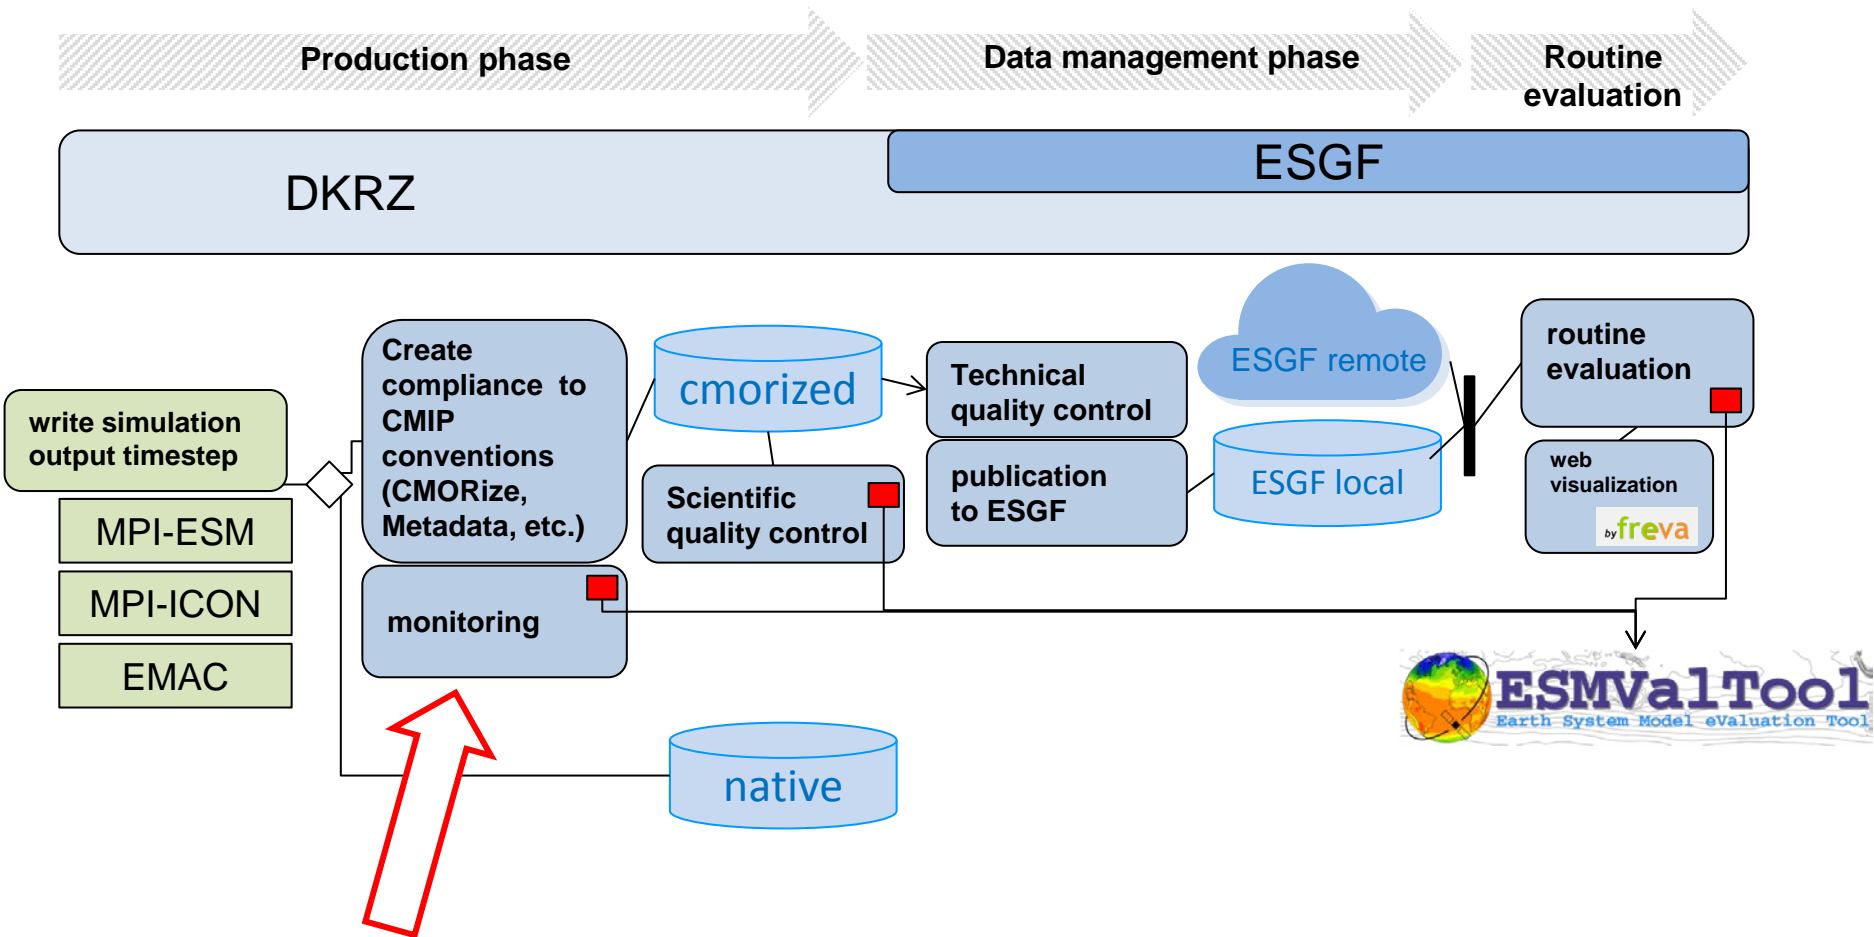 Production phase
Data management phase
Routine
evaluation
DKRZ
ESGF
write simulation
output timestep
MPI-ESM
MPI-ICON
EMAC
Create
compliance to
CMIP
conventions
(CMORize,
Metadata, etc.)
monitoring
cmorized
Scientific
quality control
native
Technical
quality control
publication
to ESGF
ESGF remote
ESGF local
routine
evaluation
web
visualization
by freva
ESMValTool
Earth System Model eValuation Tool